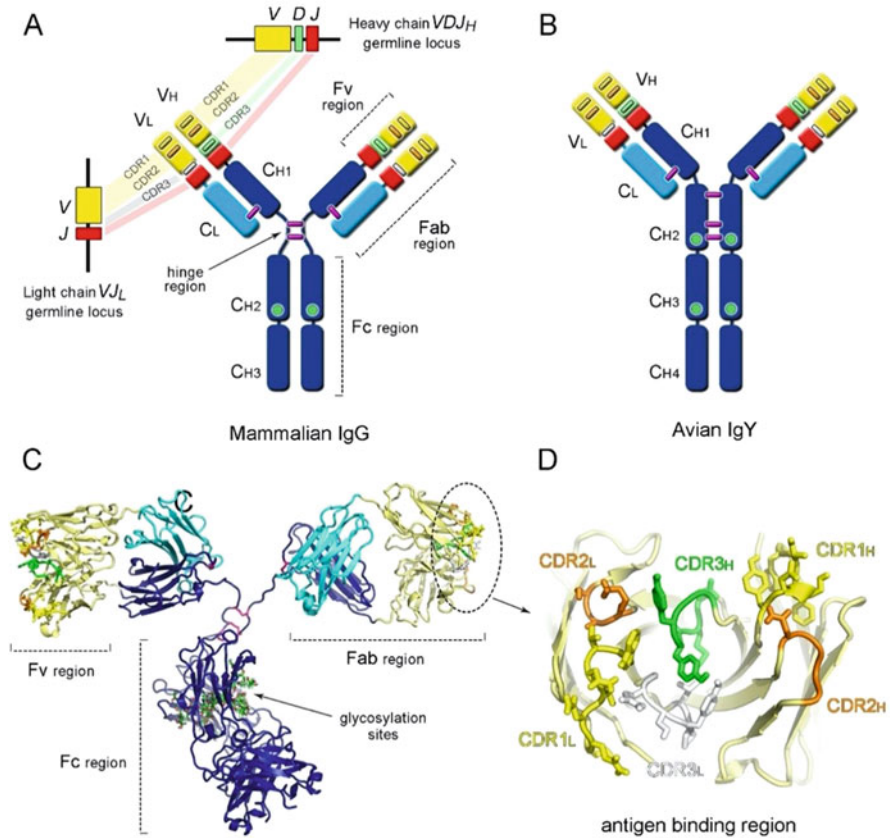 A
V D J
Heavy chain VDJH
germline locus
VH
VL
CDR1
CDR2
CDR3
CDR1
CDR2
CDR3
V
J
Light chain VJL
germline locus
Fv
region
CH1
CL
Fab
region
hinge
region
CH2
Fc region
CH3
Mammalian IgG
B
VH
VL
CH1
CL
CH2
CH3
CH4
Avian IgY
C
C
Fv region
Fab region
glycosylation
sites
Fc region
D
CDR2L
CDR3H
CDR1H
CDR2H
CDR1L
CDR3L
antigen binding region